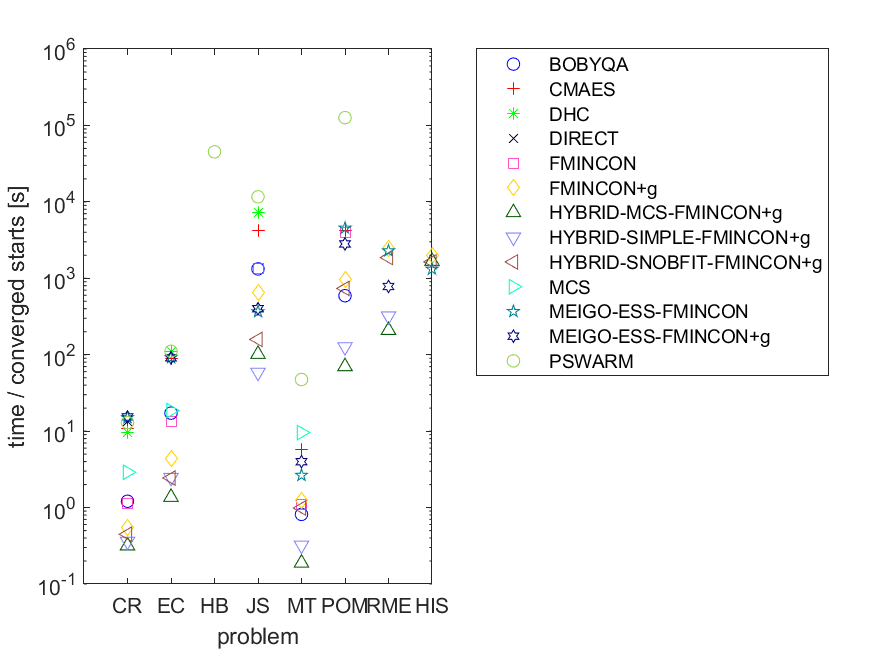 10^6
10^5
10^4
10^3
10^2
10^1
10^0
10^-1
time / converged starts [s]
CR EC HB JS MT POM RME HIS
problem
BOBYQA
CMAES
DHC
DIRECT
FMINCON
FMINCON+g
HYBRID-MCS-FMINCON+g
HYBRID-SIMPLE-FMINCON+g
HYBRID-SNOBFIT-FMINCON+g
MCS
MEIGO-ESS-FMINCON
MEIGO-ESS-FMINCON+g
PSWARM